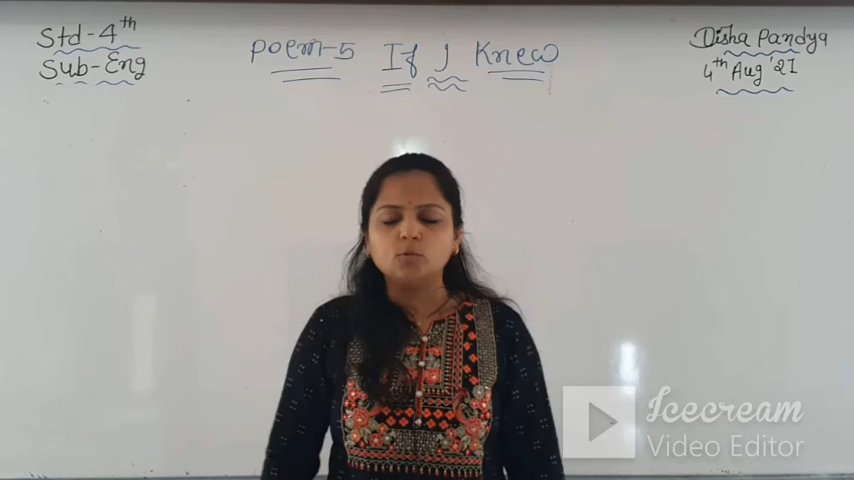 Std-4th
Sub-Eng
Poem-5 If I Knew
Disha Pandya
4th Aug '21
Icecream
Video Editor